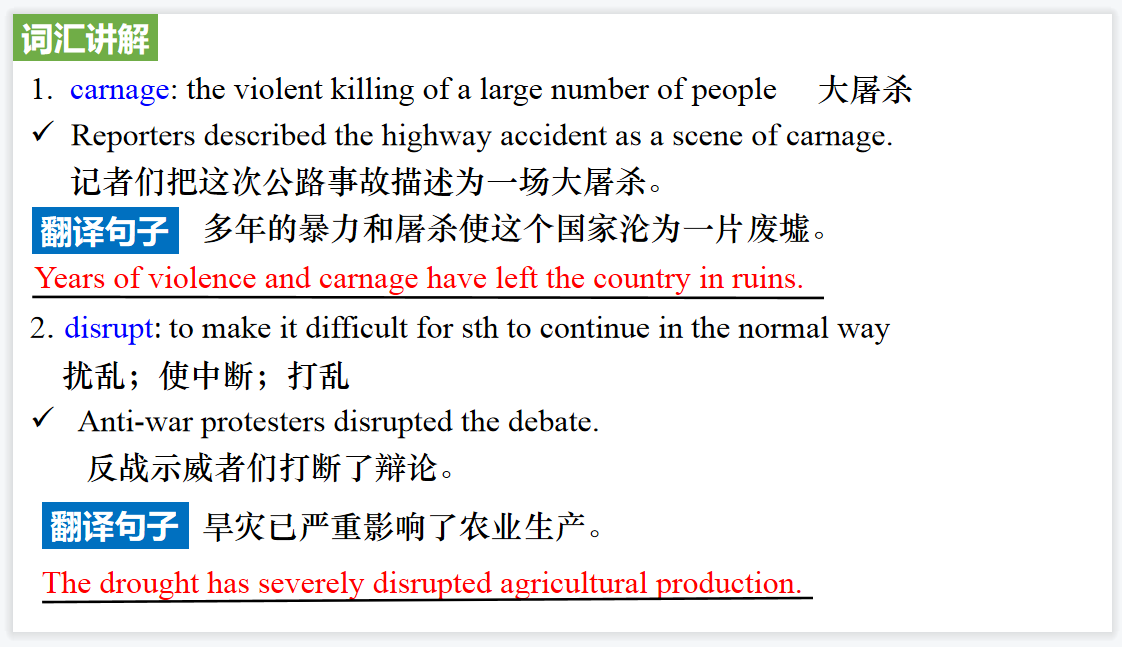 词汇讲解
1. carnage: the violent killing of a large number of people 大屠杀
✓ Reporters described the highway accident as a scene of carnage.
记者们把这次公路事故描述为一场大屠杀。
翻译句子 多年的暴力和屠杀使这个国家沦为一片废墟。
Years of violence and carnage have left the country in ruins.
2. disrupt: to make it difficult for sth to continue in the normal way
扰乱；使中断；打乱
✓ Anti-war protesters disrupted the debate.
反战示威者们打断了辩论。
翻译句子 旱灾已严重影响了农业生产。
The drought has severely disrupted agricultural production.